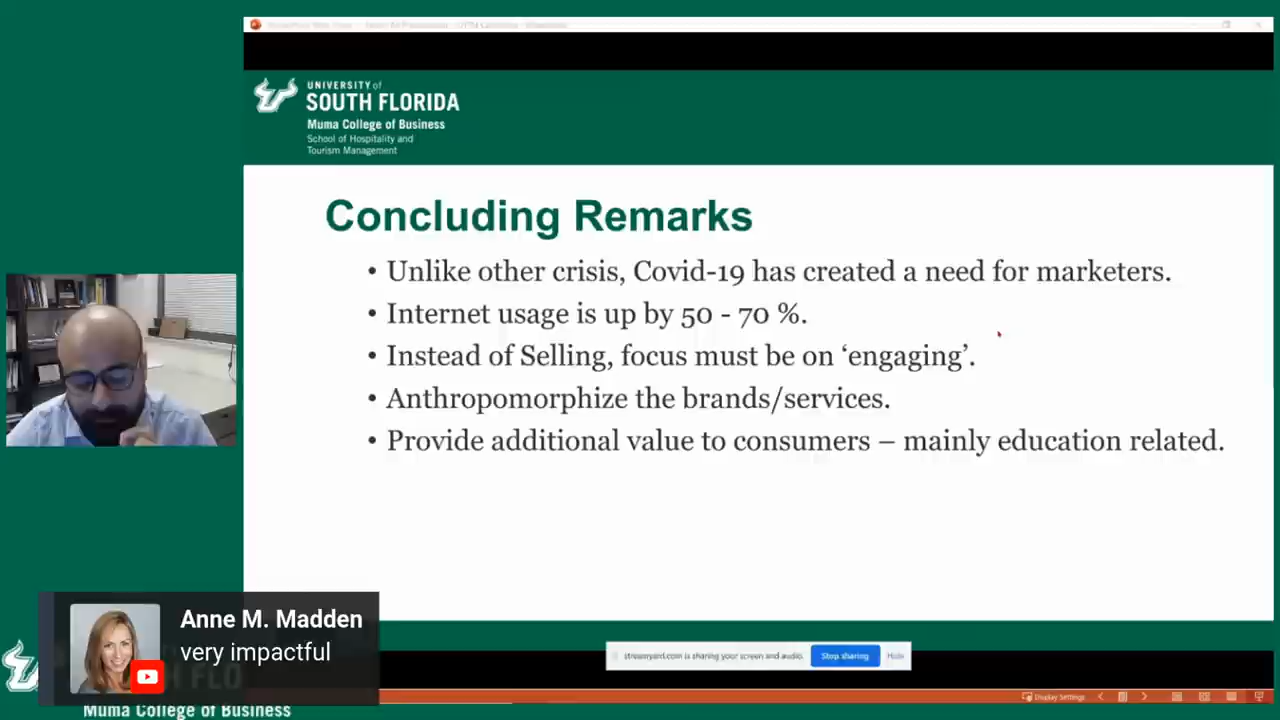 UNIVERSITY of
SOUTH FLORIDA
Muma College of Business
School of Hospitality and
Tourism Management
Concluding Remarks
• Unlike other crisis, Covid-19 has created a need for marketers.
• Internet usage is up by 50 - 70 %.
• Instead of Selling, focus must be on ‘engaging’.
• Anthropomorphize the brands/services.
• Provide additional value to consumers – mainly education related.
Anne M. Madden
very impactful
streamyard.com is sharing your screen and audio.
Stop sharing
Hide
Display Settings
Muma College of Business